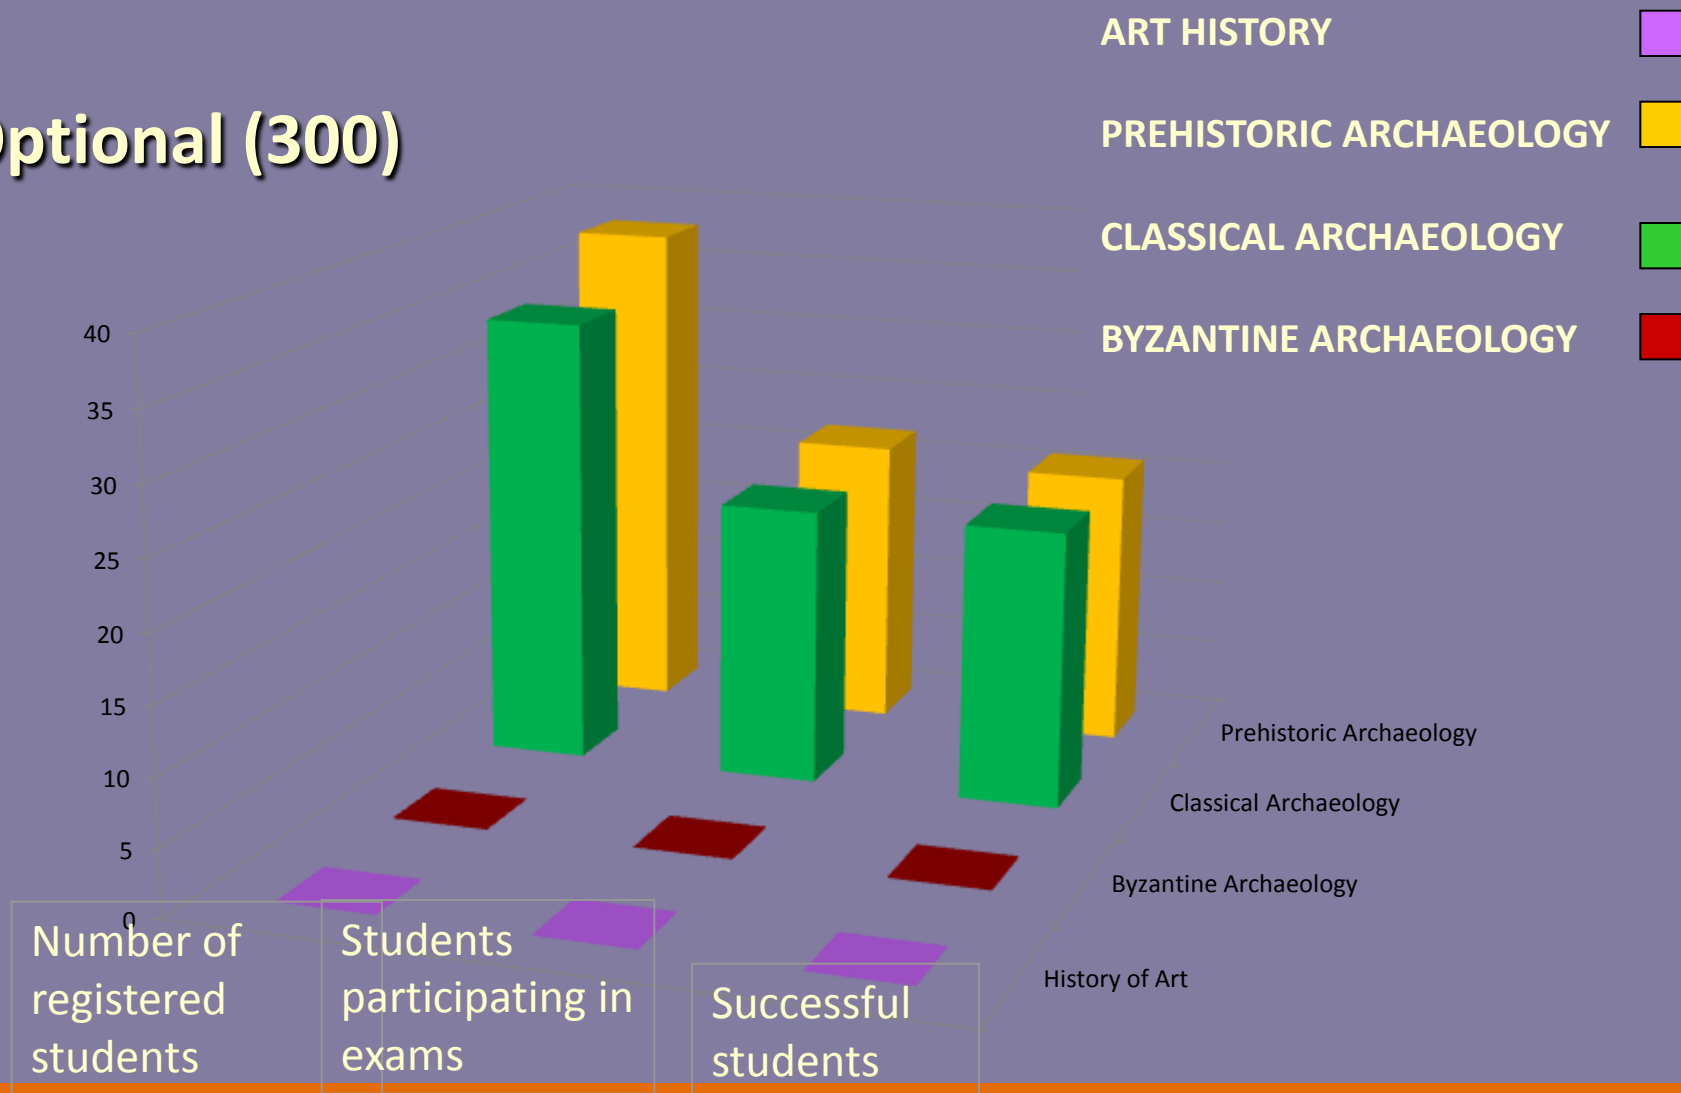 ptional (300)
ART HISTORY
PREHISTORIC ARCHAEOLOGY
CLASSICAL ARCHAEOLOGY
BYZANTINE ARCHAEOLOGY
40
35
30
25
20
15
10
5
0
Prehistoric Archaeology
Classical Archaeology
Byzantine Archaeology
History of Art
Number of
registered
students
Students
participating in
exams
Successful
students